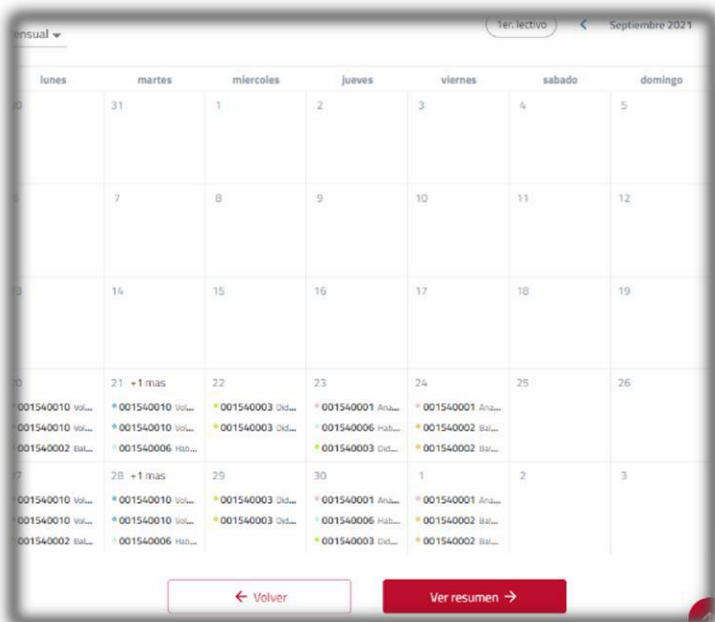 ensual
1er. lectivo < Septiembre 2021
lunes martes miercoles jueves viernes sabado domingo
31 1 2 3 4 5
7 8 9 10 11 12
14 15 16 17 18 19
21 +1 mas 22 23 24 25 26
001540010 Vol... 001540010 Vol... 001540003 Did... 001540001 Ana... 001540001 Ana...
001540010 Vol... 001540010 Vol... 001540003 Did... 001540006 Hab... 001540002 Bal...
001540002 Bal... 001540006 Hab... 001540003 Did... 001540002 Bal...
28 +1 mas 29 30 1 2 3
001540010 Vol... 001540010 Vol... 001540003 Did... 001540001 Ana... 001540001 Ana...
001540010 Vol... 001540010 Vol... 001540003 Did... 001540006 Hab... 001540002 Bal...
001540002 Bal... 001540006 Hab... 001540003 Did... 001540002 Bal...
← Volver Ver resumen →